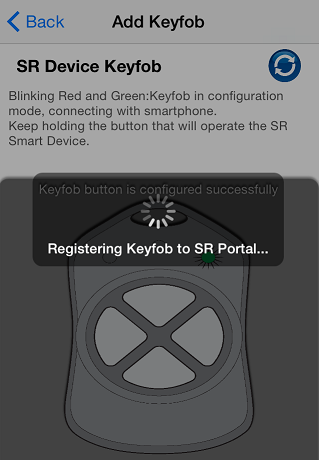 Back
Add Keyfob
SR Device Keyfob
Blinking Red and Green:Keyfob in configuration
mode, connecting with smartphone.
Keep holding the button that will operate the SR
Smart Device.
Keyfob button is configured successfully
Registering Keyfob to SR Portal...